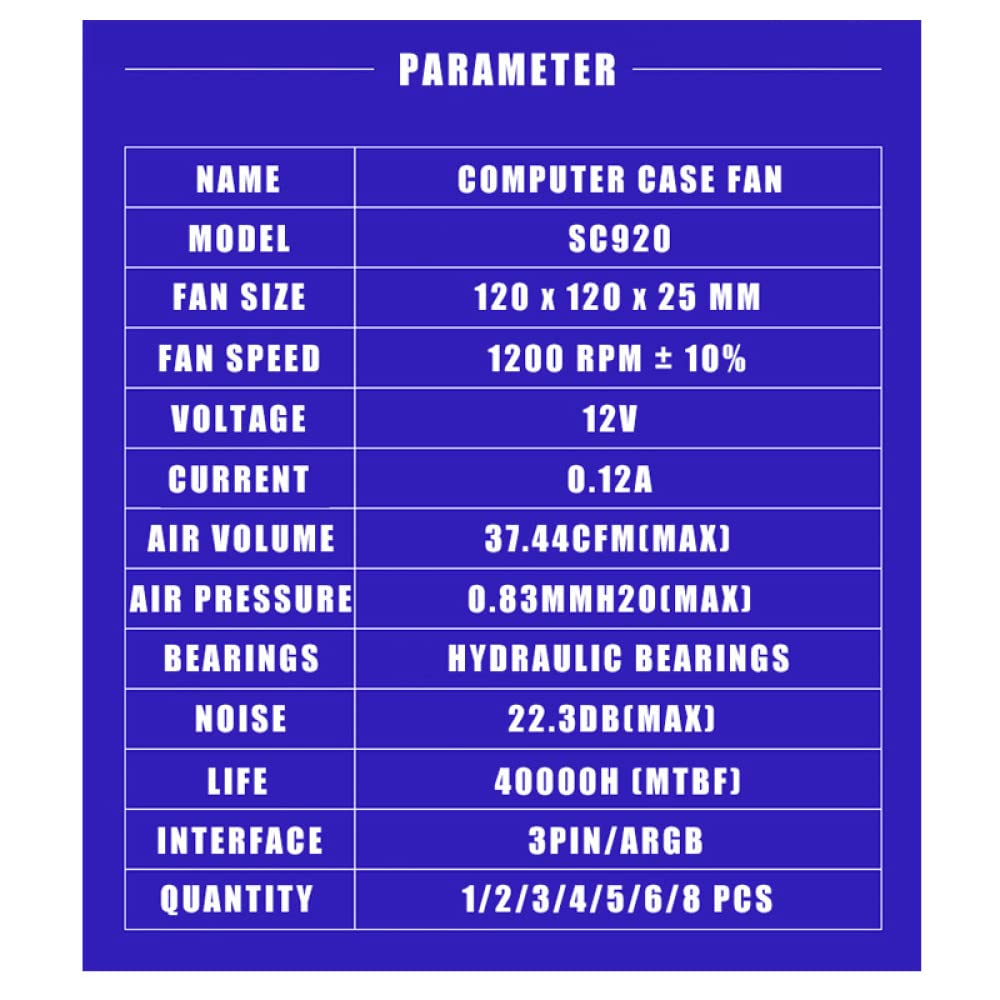 PARAMETER
NAME COMPUTER CASE FAN
MODEL SC920
FAN SIZE 120 x 120 x 25 MM
FAN SPEED 1200 RPM ± 10%
VOLTAGE 12V
CURRENT 0.12A
AIR VOLUME 37.44CFM(MAX)
AIR PRESSURE 0.83MMH2O(MAX)
BEARINGS HYDRAULIC BEARINGS
NOISE 22.3DB(MAX)
LIFE 40000H (MTBF)
INTERFACE 3PIN/ARGB
QUANTITY 1/2/3/4/5/6/8 PCS